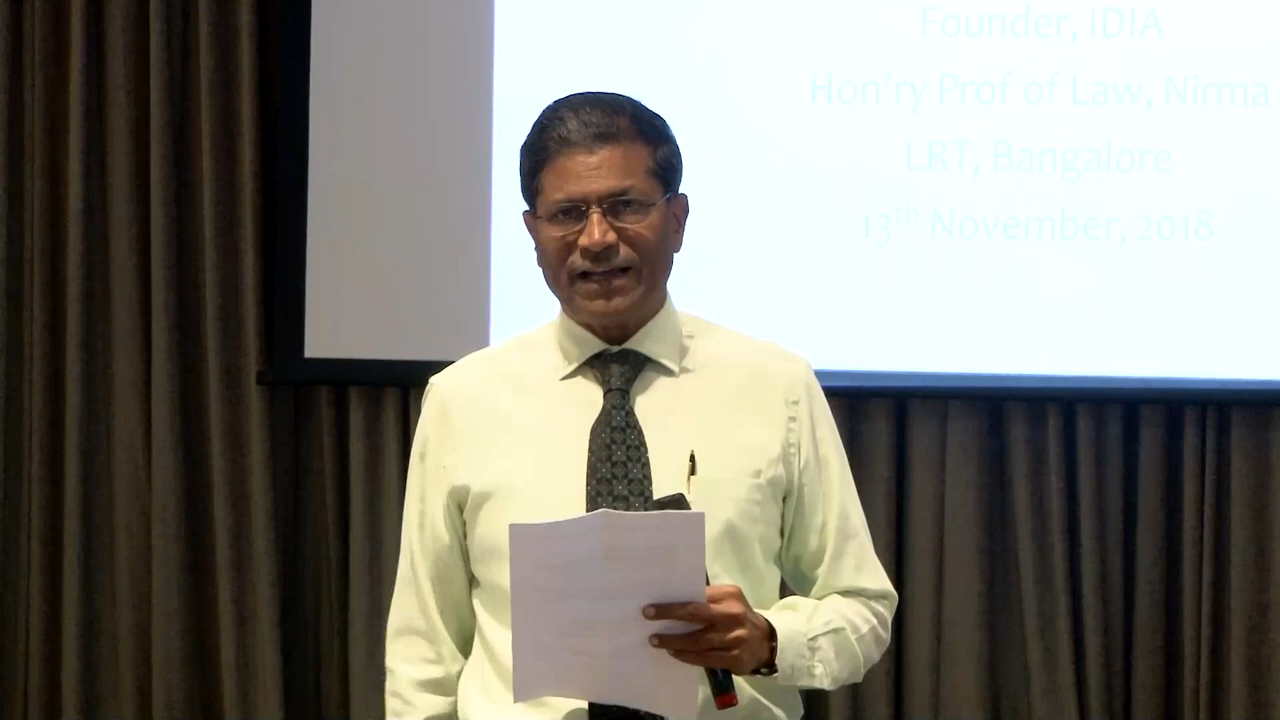 Founder, IDIA
Hon'ry Prof of Law, Nirma
LRT, Bangalore
13th November, 2018